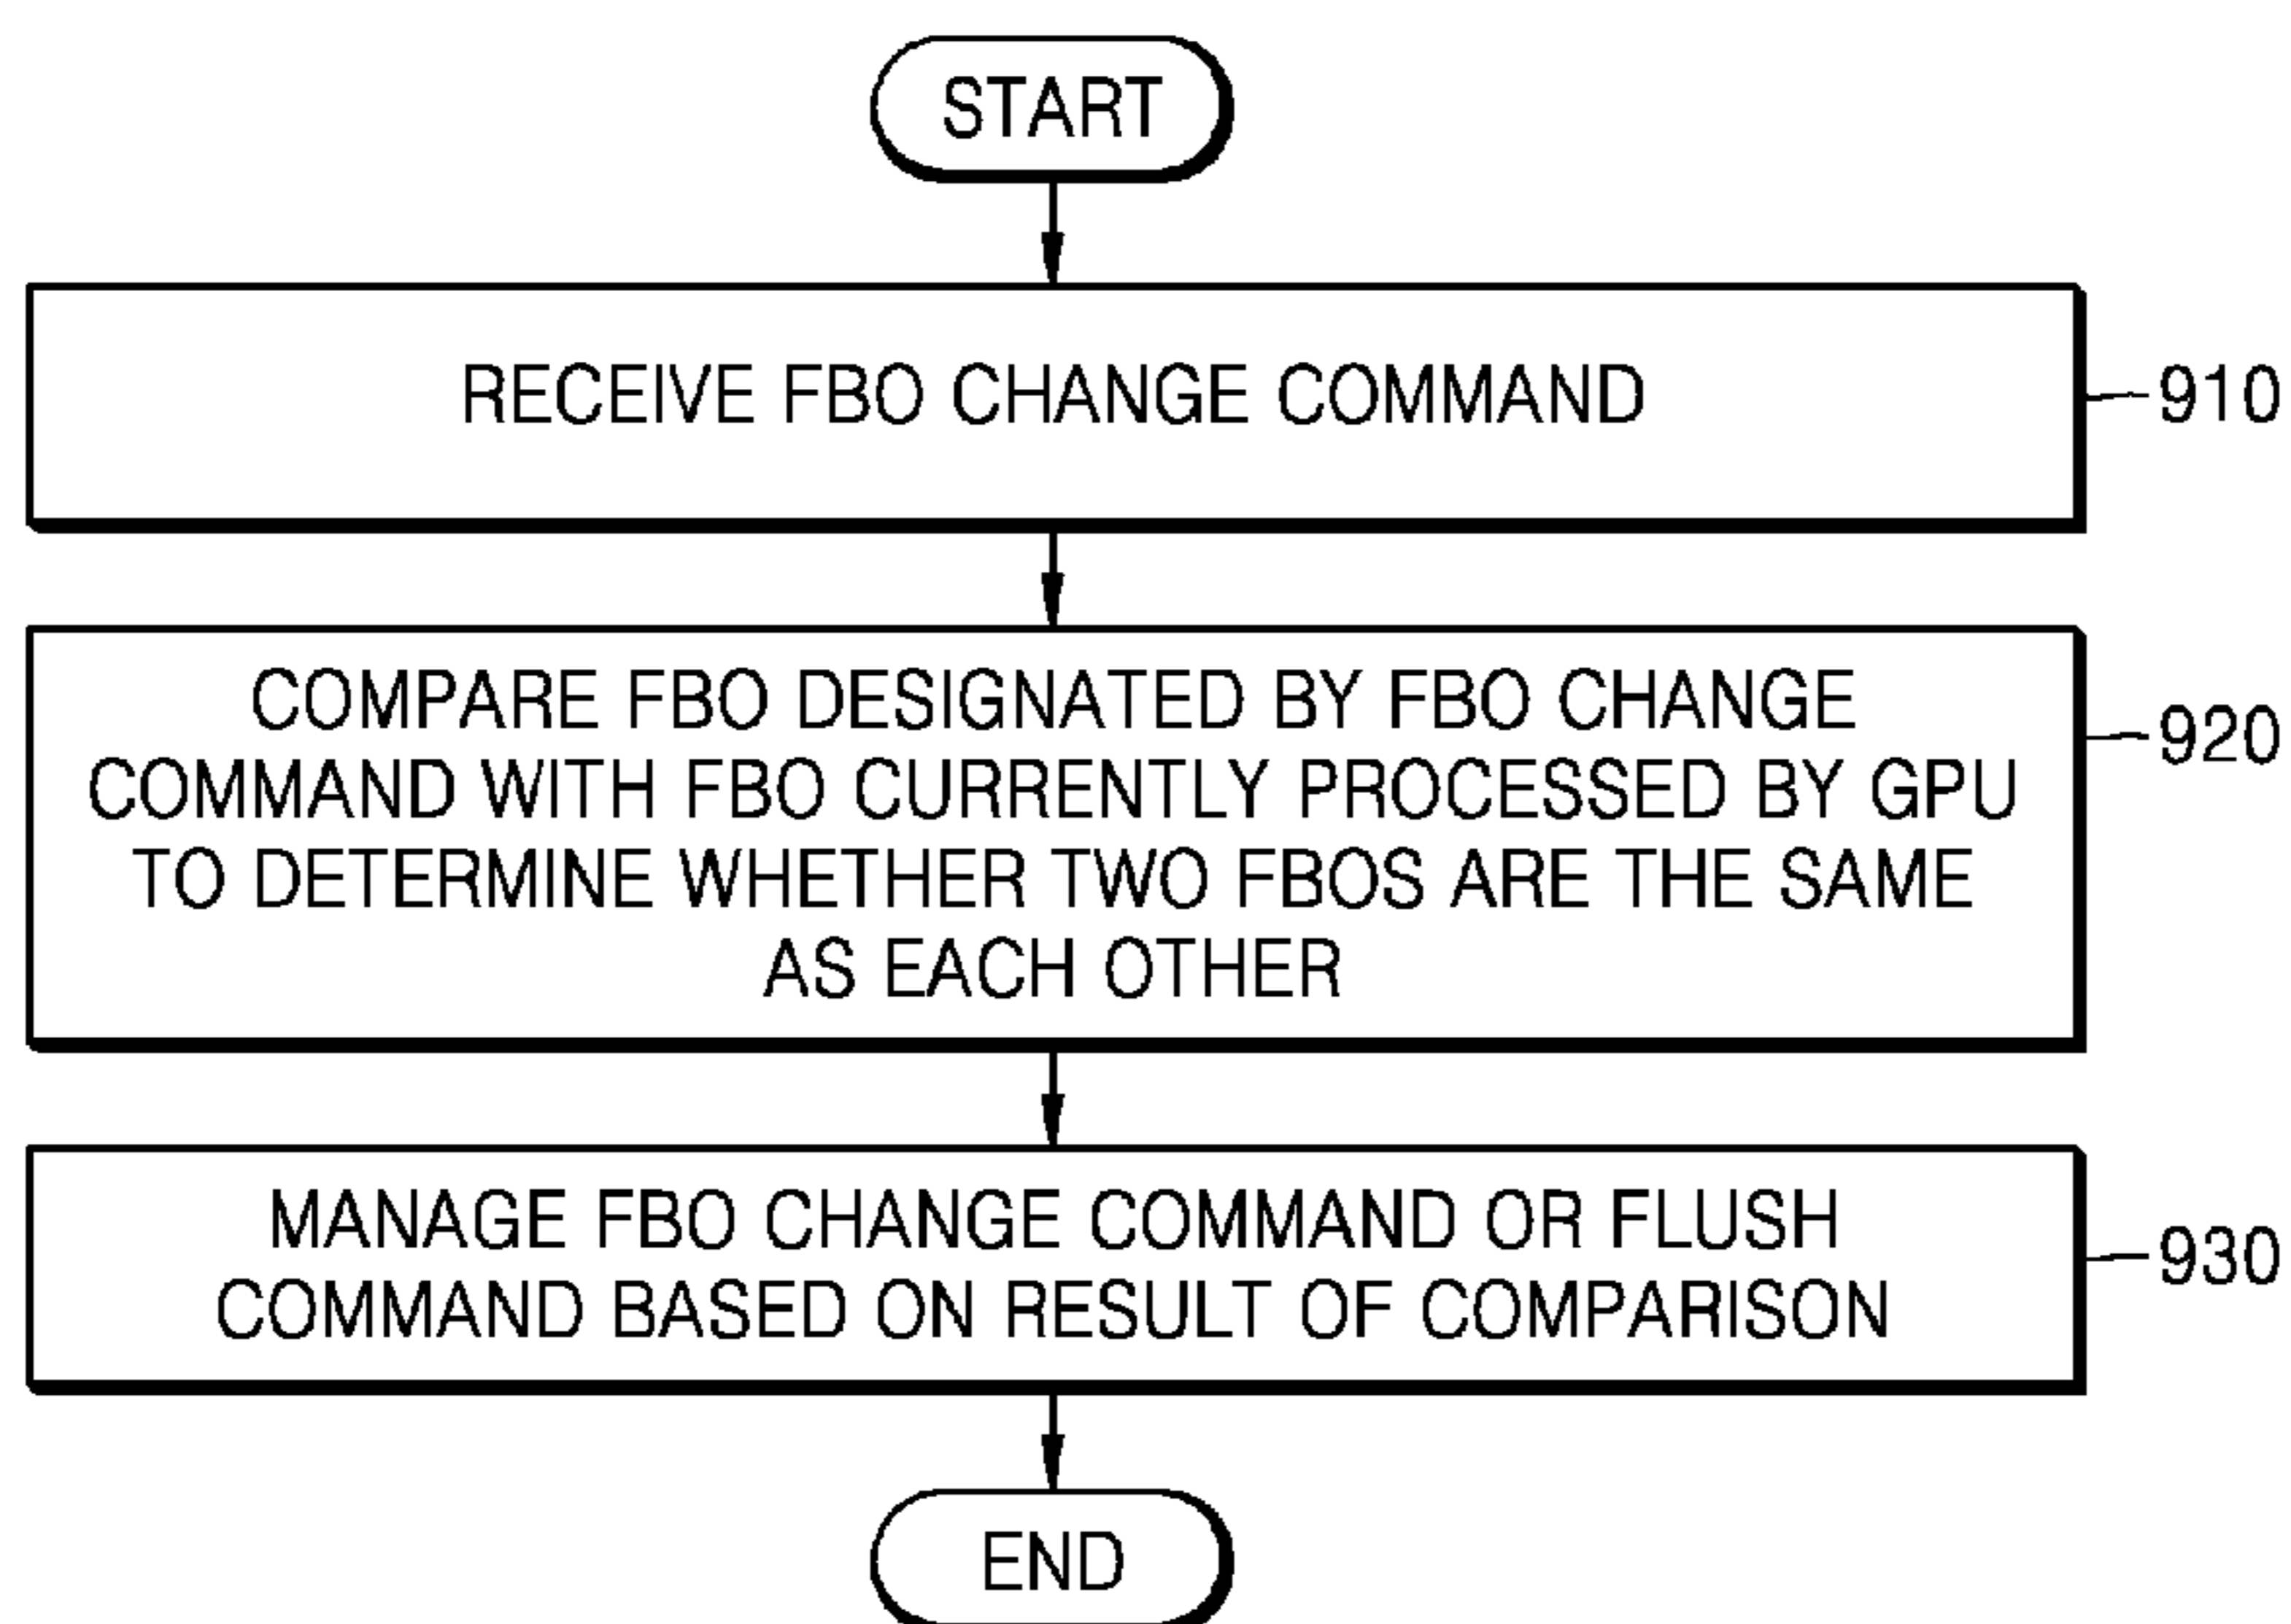 START
RECEIVE FBO CHANGE COMMAND
910
COMPARE FBO DESIGNATED BY FBO CHANGE
COMMAND WITH FBO CURRENTLY PROCESSED BY GPU
TO DETERMINE WHETHER TWO FBOS ARE THE SAME
AS EACH OTHER
920
MANAGE FBO CHANGE COMMAND OR FLUSH
COMMAND BASED ON RESULT OF COMPARISON
930
END